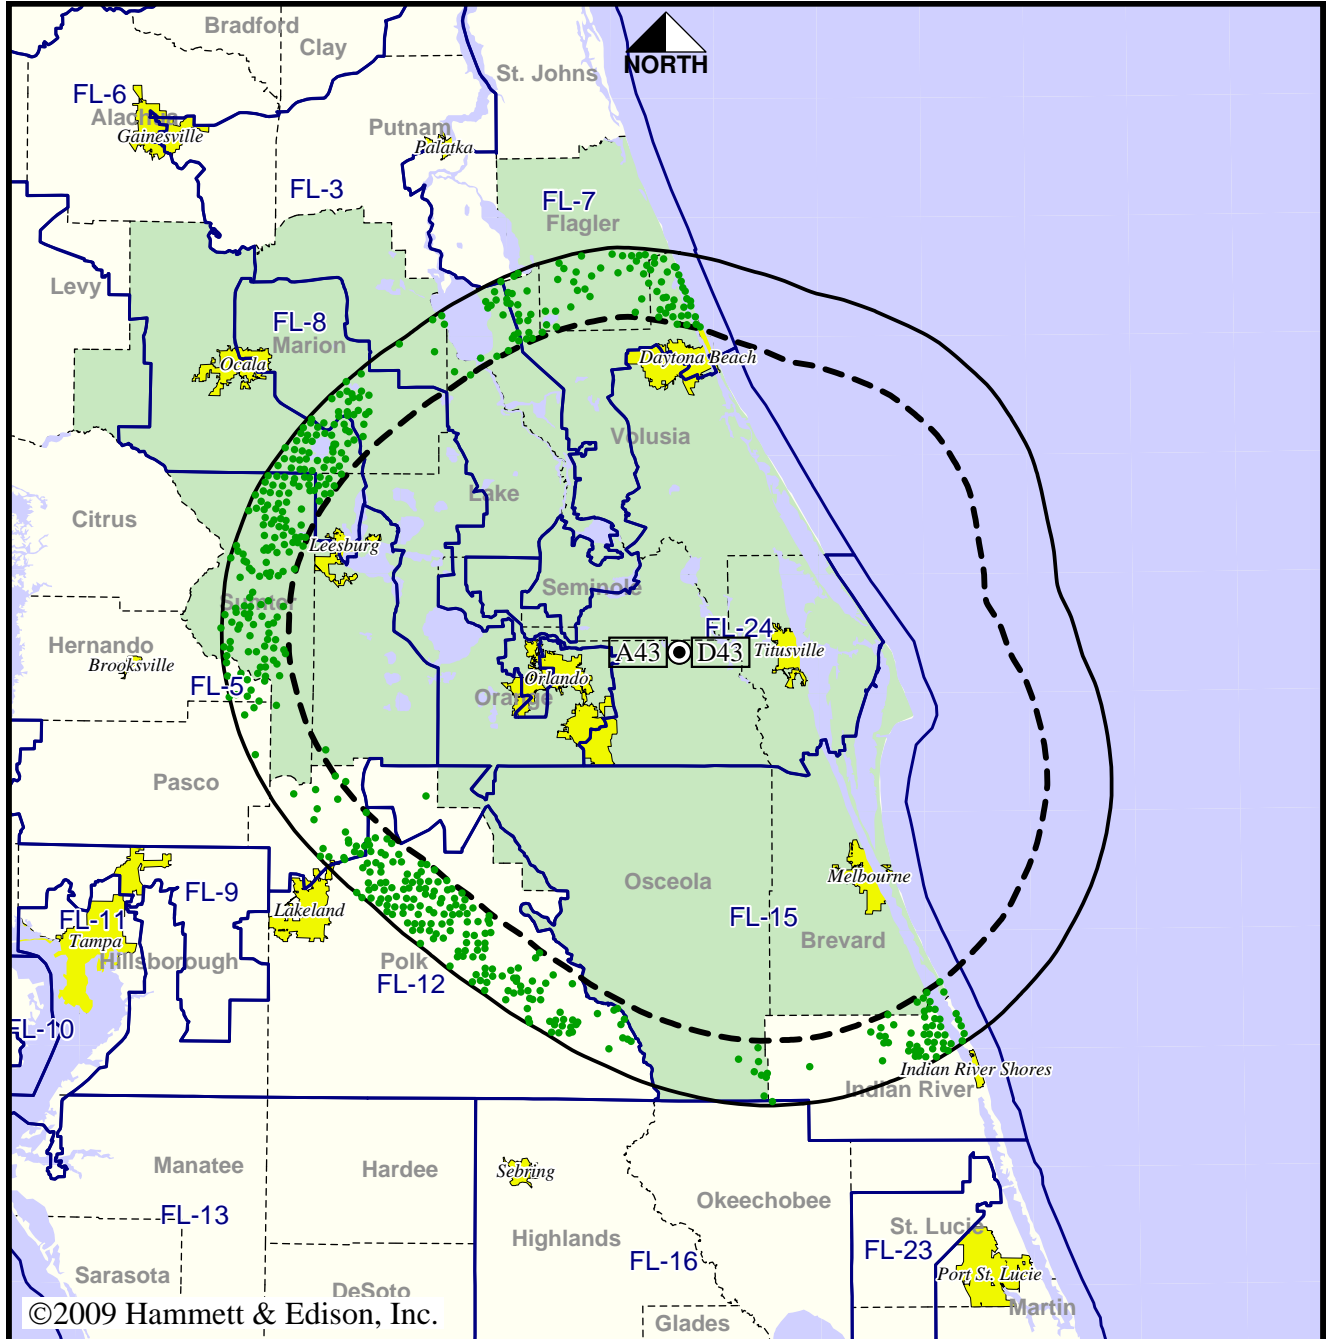 Bradford
Clay
NORTH
St. Johns
FL-6
Alachua
Gainesville
Putnam
Palatka
FL-3
FL-7
Flagler
Levy
FL-8
Marion
Ocala
Daytona Beach
Volusia
Lake
Citrus
Leesburg
Seminole
Sumter
FL-24
Hernando
Brooksville
A43
D43
Titusville
Orlando
FL-5
Orange
Pasco
Osceola
Melbourne
FL-9
Lakeland
FL-11
Tampa
FL-15
Brevard
Hillsborough
Polk
FL-12
FL-10
Indian River Shores
Indian River
Manatee
Hardee
Sebring
Okeechobee
FL-13
St. Lucie
Highlands
FL-16
FL-23
Sarasota
Port St. Lucie
DeSoto
Martin
©2009 Hammett & Edison, Inc.
Glades